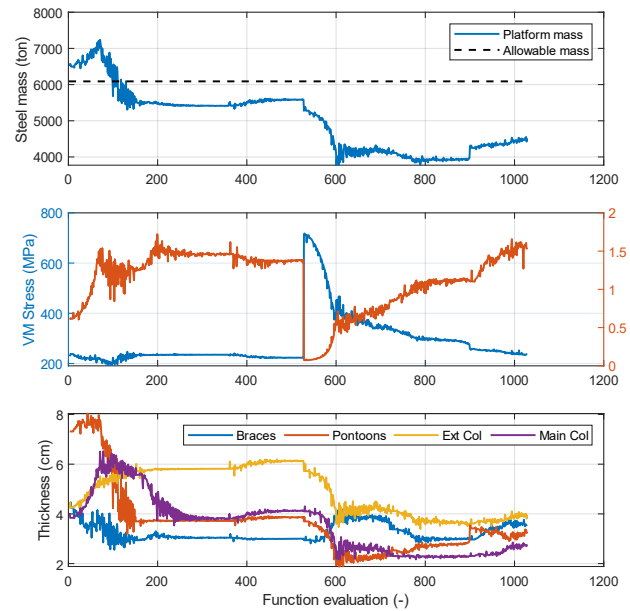 8000
7000
6000
5000
4000
Steel mass (ton)
Platform mass
Allowable mass
0 200 400 600 800 1000 1200
800
600
400
200
VM Stress (MPa)
2
1.5
1
0.5
0
0 200 400 600 800 1000 1200
8
6
4
2
Thickness (cm)
Braces Pontoons Ext Col Main Col
0 200 400 600 800 1000 1200
Function evaluation (-)